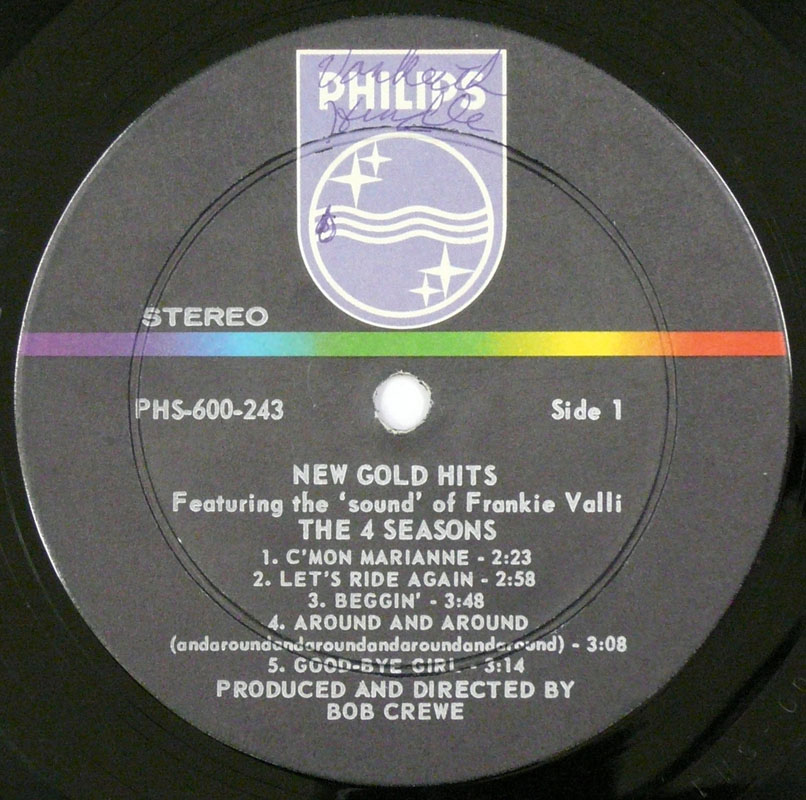 PHILIPS
STEREO
PHS-600-243 Side 1
NEW GOLD HITS
Featuring the ‘sound’ of Frankie Valli
THE 4 SEASONS
1. C'MON MARIANNE - 2:23
2. LET'S RIDE AGAIN - 2:58
3. BEGGIN' - 3:48
4. AROUND AND AROUND
(andaroundandaroundandaroundandaround) - 3:08
5. GOOD-BYE GIRL - 3:14
PRODUCED AND DIRECTED BY
BOB CREWE